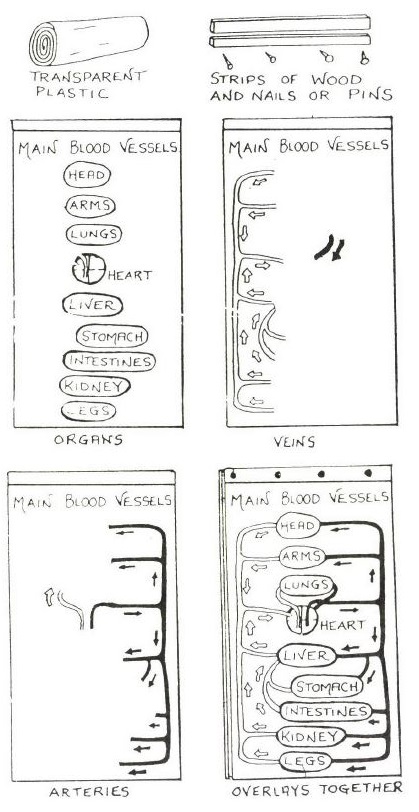 TRANSPARENT
PLASTIC
STRIPS OF WOOD
AND NAILS OR PINS
MAIN BLOOD VESSELS
HEAD
ARMS
LUNGS
HEART
LIVER
STOMACH
INTESTINES
KIDNEY
LEGS
ORGANS
MAIN BLOOD VESSELS
VEINS
MAIN BLOOD VESSELS
ARTERIES
MAIN BLOOD VESSELS
HEAD
ARMS
LUNGS
HEART
LIVER
STOMACH
INTESTINES
KIDNEY
LEGS
OVERLAYS TOGETHER